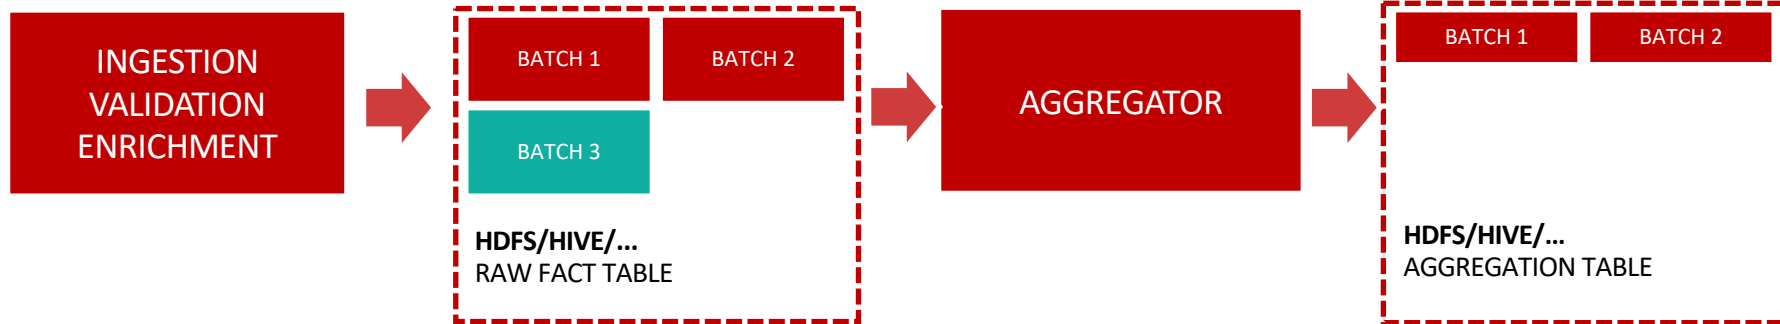 INGESTION
VALIDATION
ENRICHMENT
BATCH 1
BATCH 2
BATCH 3
HDFS/HIVE/...
RAW FACT TABLE
AGGREGATOR
BATCH 1
BATCH 2
HDFS/HIVE/...
AGGREGATION TABLE